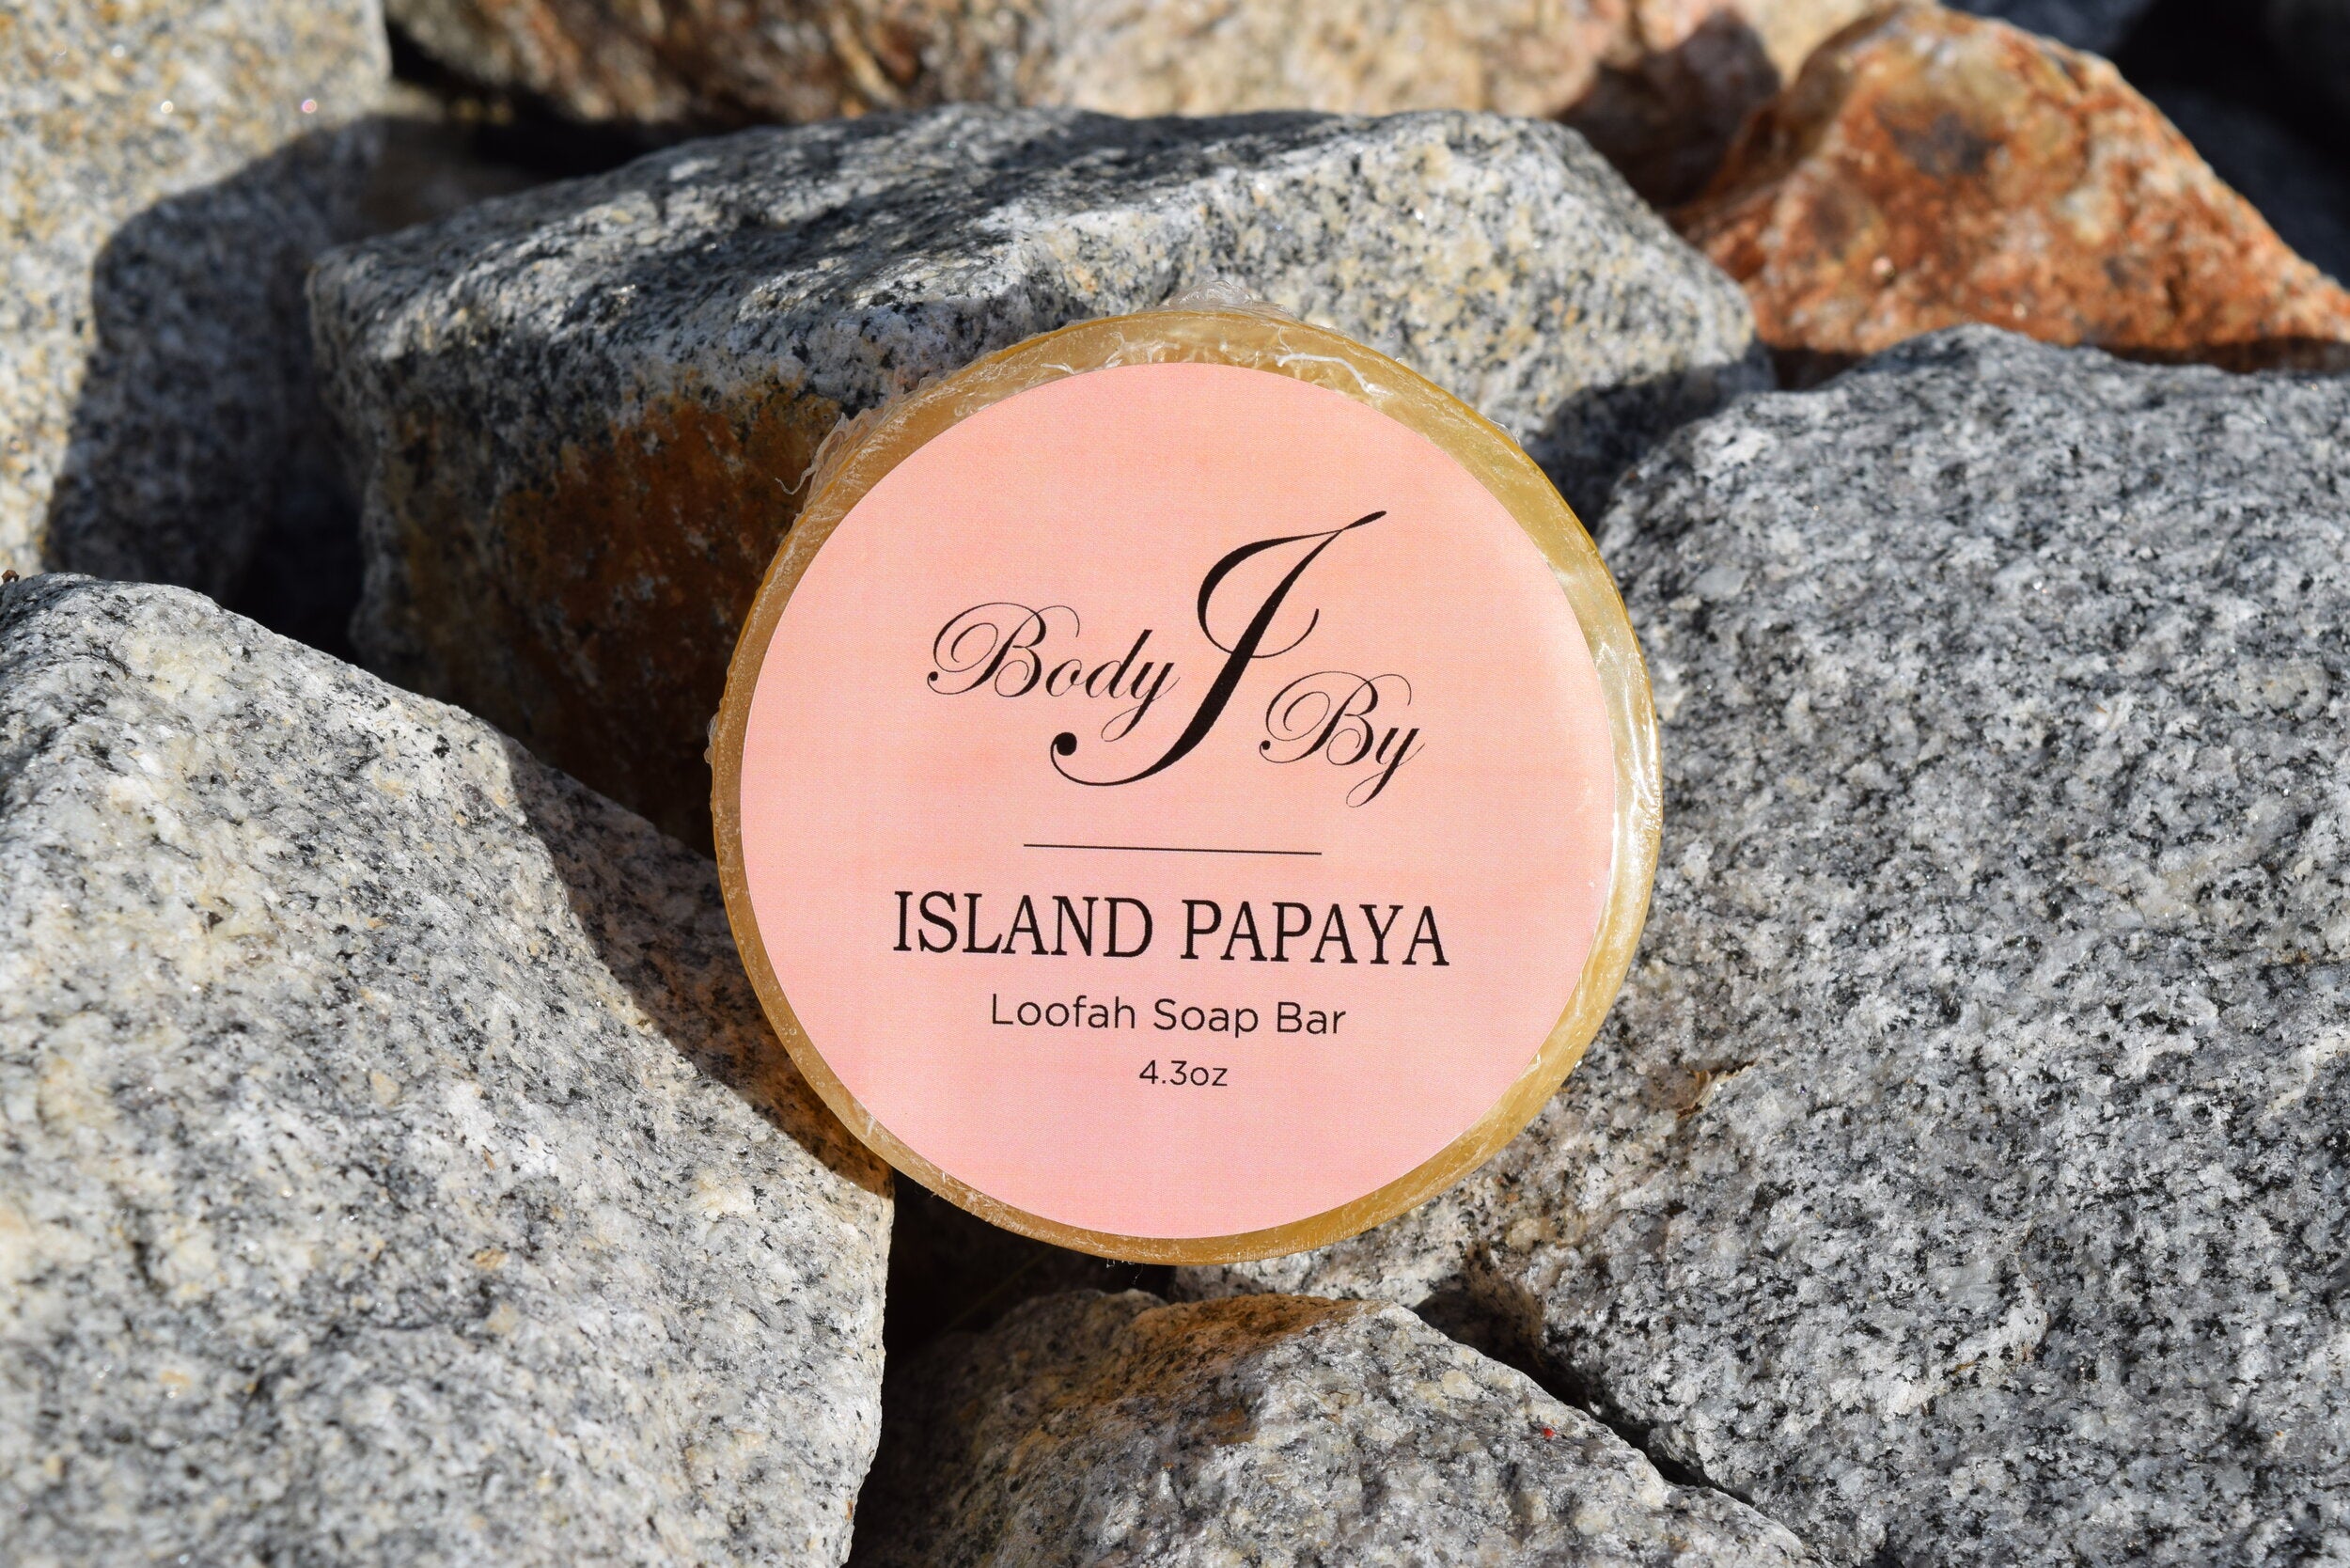 Body J By
ISLAND PAPAYA
Loofah Soap Bar
4.3oz